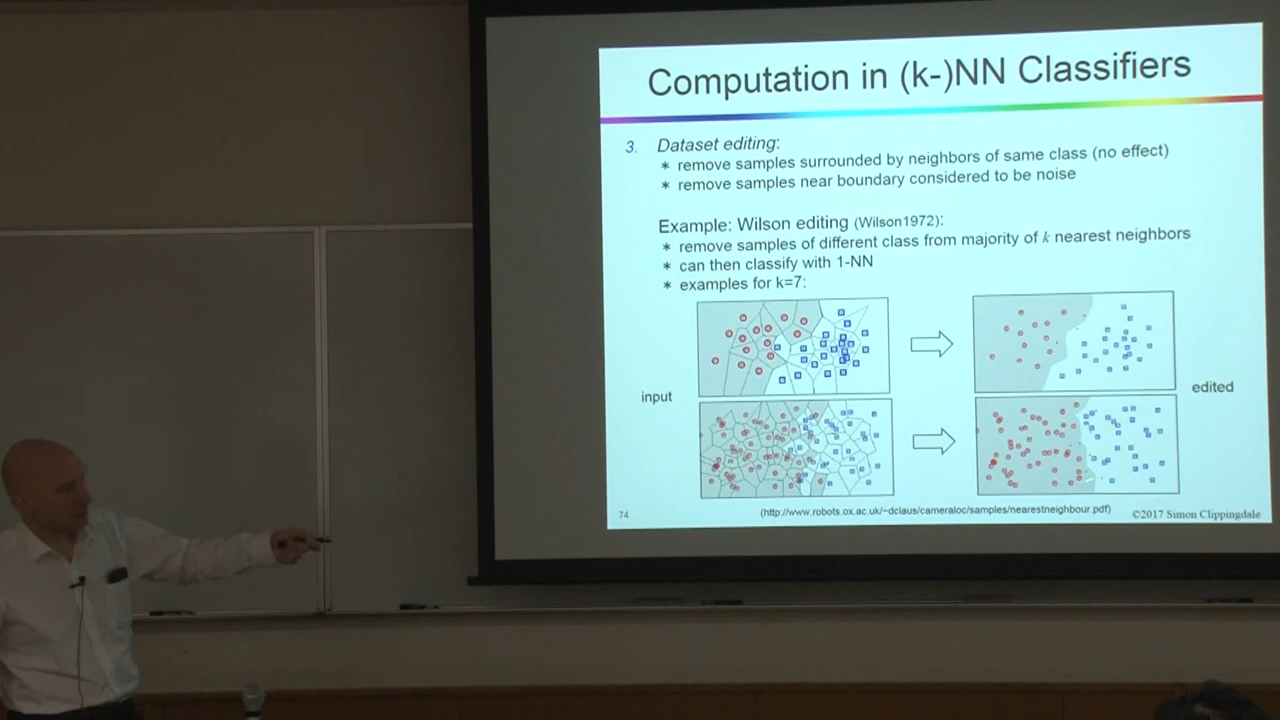 Computation in (k-)NN Classifiers
3. Dataset editing:
* remove samples surrounded by neighbors of same class (no effect)
* remove samples near boundary considered to be noise
Example: Wilson editing (Wilson1972):
* remove samples of different class from majority of k nearest neighbors
* can then classify with 1-NN
* examples for k=7:
input
edited
74
(http://www.robots.ox.ac.uk/~dclaus/cameraloc/samples/nearestneighbour.pdf)
©2017 Simon Clippingdale